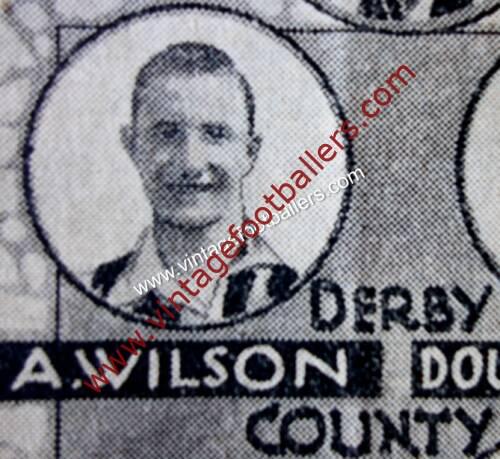 www.vintagefootballers.com
www.vintagefootballers.com
DERBY
A. WILSON DOU
COUNTY